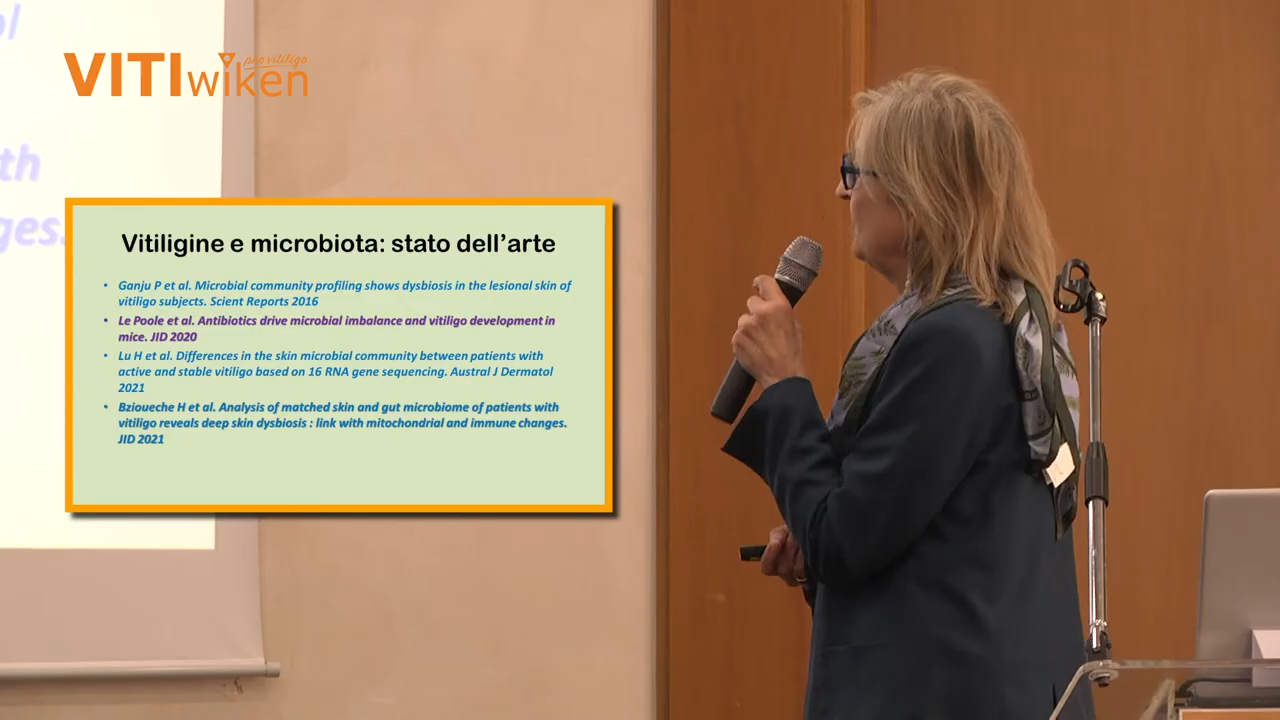 ol
VITIwiken
pro vitiligo
th
ges.
Vitiligine e microbiota: stato dell'arte
• Ganju P et al. Microbial community profiling shows dysbiosis in the lesional skin of
vitiligo subjects. Scient Reports 2016
• Le Poole et al. Antibiotics drive microbial imbalance and vitiligo development in
mice. JID 2020
• Lu H et al. Differences in the skin microbial community between patients with
active and stable vitiligo based on 16 RNA gene sequencing. Austral J Dermatol
2021
• Bzioueche H et al. Analysis of matched skin and gut microbiome of patients with
vitiligo reveals deep skin dysbiosis : link with mitochondrial and immune changes.
JID 2021